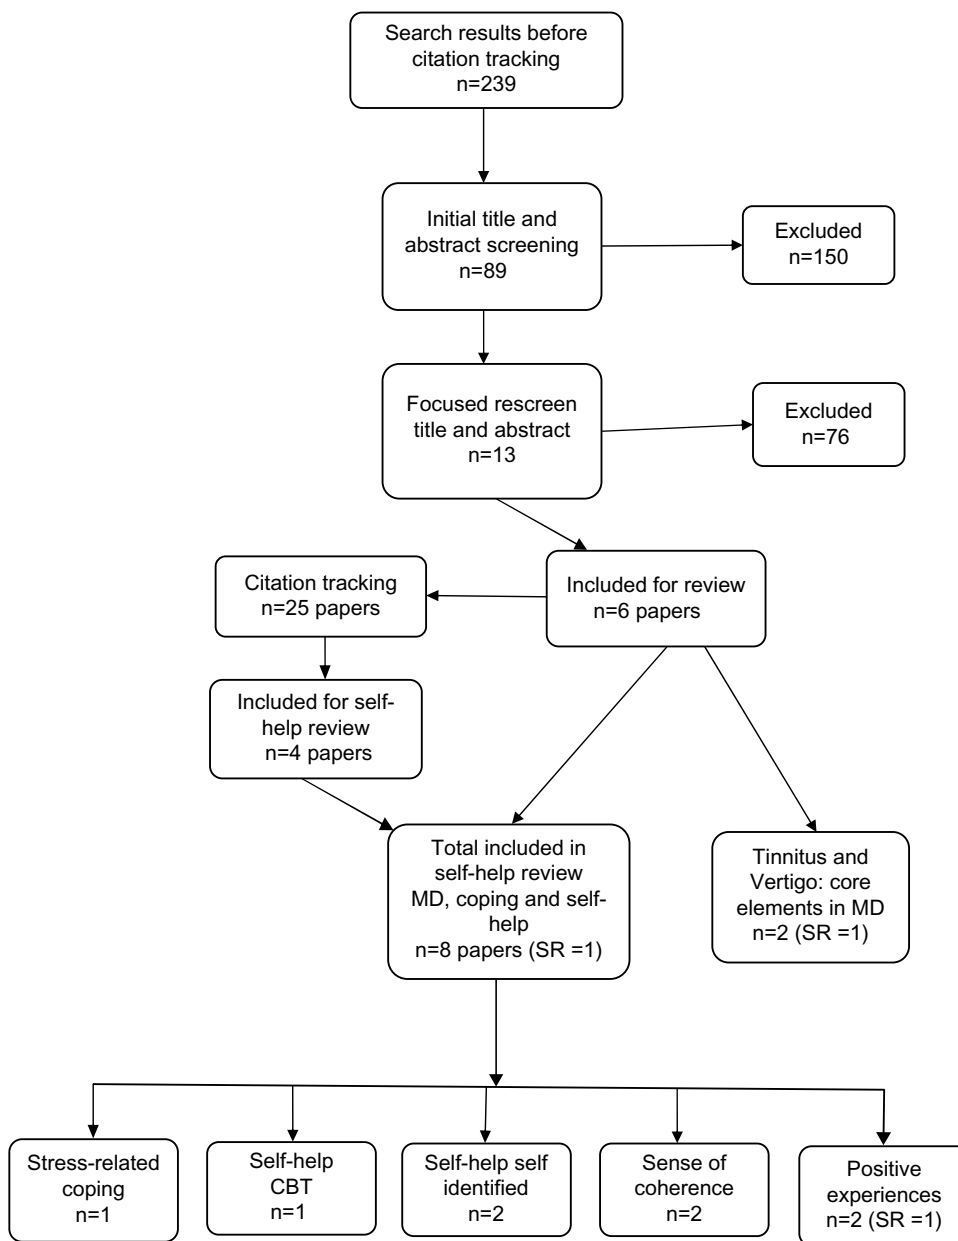 Search results before
citation tracking
n=239
Initial title and
abstract screening
n=89
Excluded
n=150
Focused rescreen
title and abstract
n=13
Excluded
n=76
Citation tracking
n=25 papers
Included for review
n=6 papers
Included for self-
help review
n=4 papers
Total included in
self-help review
MD, coping and self-
help
n=8 papers (SR =1)
Tinnitus and
Vertigo: core
elements in MD
n=2 (SR =1)
Stress-related
coping
n=1
Self-help
CBT
n=1
Self-help self
identified
n=2
Sense of
coherence
n=2
Positive
experiences
n=2 (SR =1)